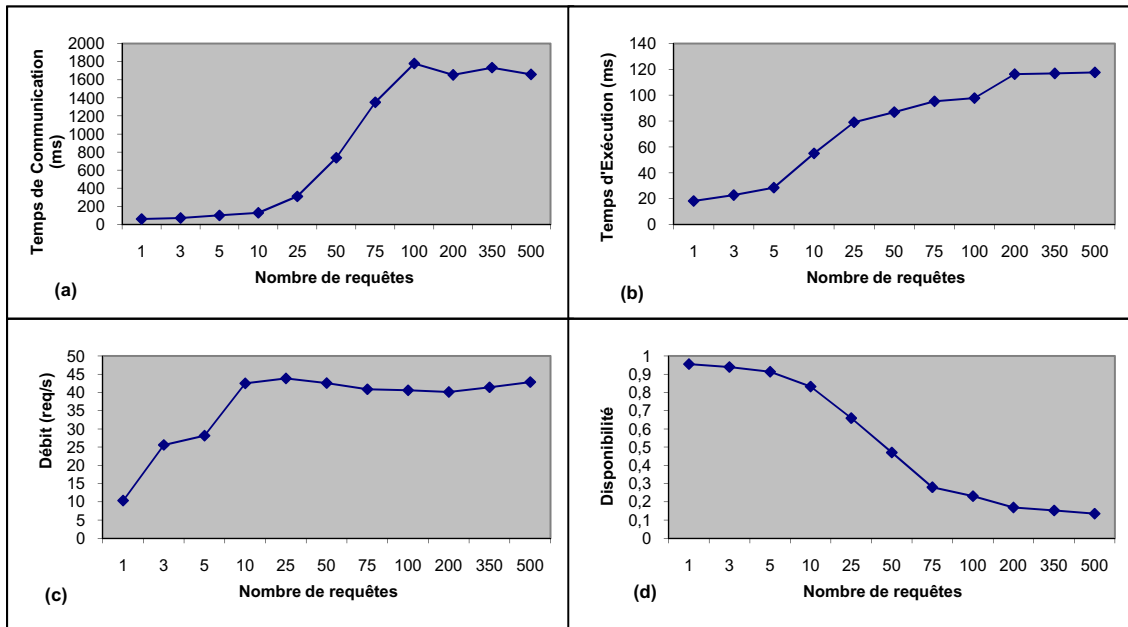 Temps de Communication
(ms)
2000
1800
1600
1400
1200
1000
800
600
400
200
0
1 3 5 10 25 50 75 100 200 350 500
Nombre de requêtes
(a)
Temps d'Exécution (ms)
140
120
100
80
60
40
20
0
1 3 5 10 25 50 75 100 200 350 500
Nombre de requêtes
(b)
Débit (req/s)
50
45
40
35
30
25
20
15
10
5
0
1 3 5 10 25 50 75 100 200 350 500
Nombre de requêtes
(c)
Disponibilité
1
0,9
0,8
0,7
0,6
0,5
0,4
0,3
0,2
0,1
0
1 3 5 10 25 50 75 100 200 350 500
Nombre de requêtes
(d)